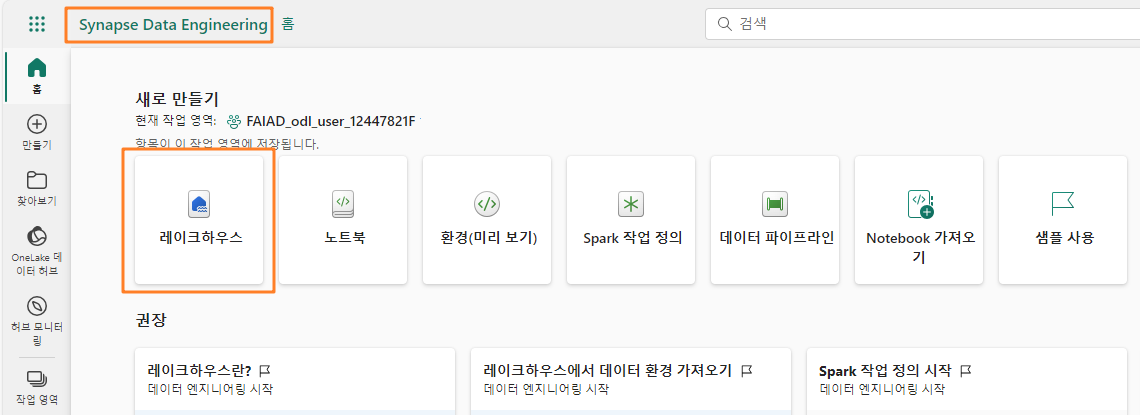 Synapse Data Engineering 홈
검색
홈
만들기
찾아보기
OneLake 데
이터 허브
허브 모니터
링
작업 영역
새로 만들기
현재 작업 영역: FAIAD_odl_user_12447821F
항목이 이 작업 영역에 저장됩니다.
레이크하우스
노트북
환경(미리 보기)
Spark 작업 정의
데이터 파이프라인
Notebook 가져오
기
샘플 사용
권장
레이크하우스란?
데이터 엔지니어링 시작
레이크하우스에서 데이터 환경 가져오기
데이터 엔지니어링 시작
Spark 작업 정의 시작
데이터 엔지니어링 시작